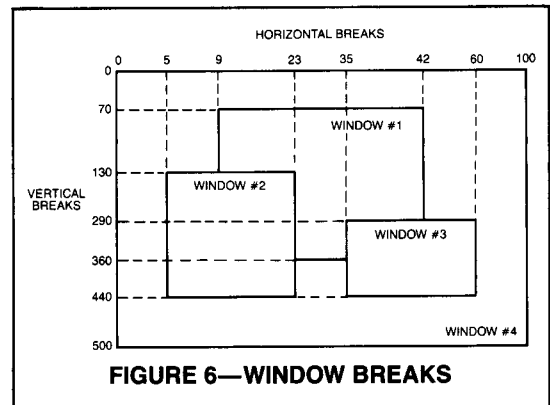 HORIZONTAL BREAKS
0 5 9 23 35 42 60 100
0
70
WINDOW #1
130
WINDOW #2
VERTICAL
BREAKS
290
WINDOW #3
360
440
WINDOW #4
500
FIGURE 6—WINDOW BREAKS